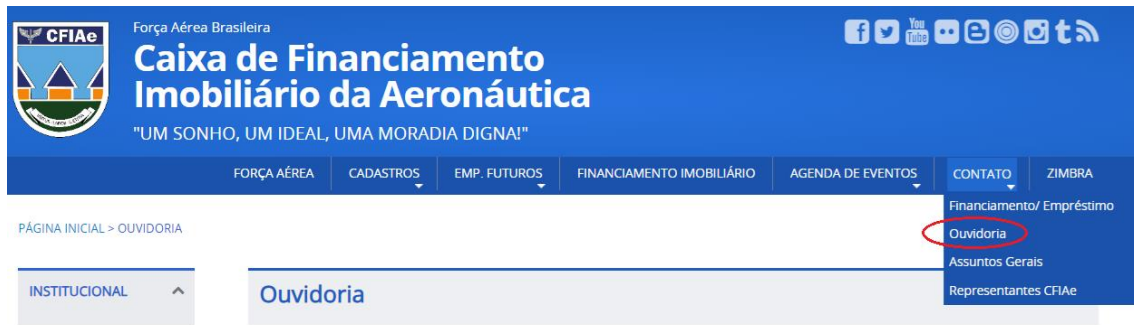 CFIAe
Força Aérea Brasileira
Caixa de Financiamento
Imobiliário da Aeronáutica
"UM SONHO, UM IDEAL, UMA MORADIA DIGNA!"
You
Tube
FORÇA AÉREA CADASTROS EMP. FUTUROS FINANCIAMENTO IMOBILIÁRIO AGENDA DE EVENTOS CONTATO ZIMBRA
Financiamento/ Empréstimo
Ouvidoria
Assuntos Gerais
Representantes CFIAe
PÁGINA INICIAL > OUVIDORIA
INSTITUCIONAL
Ouvidoria